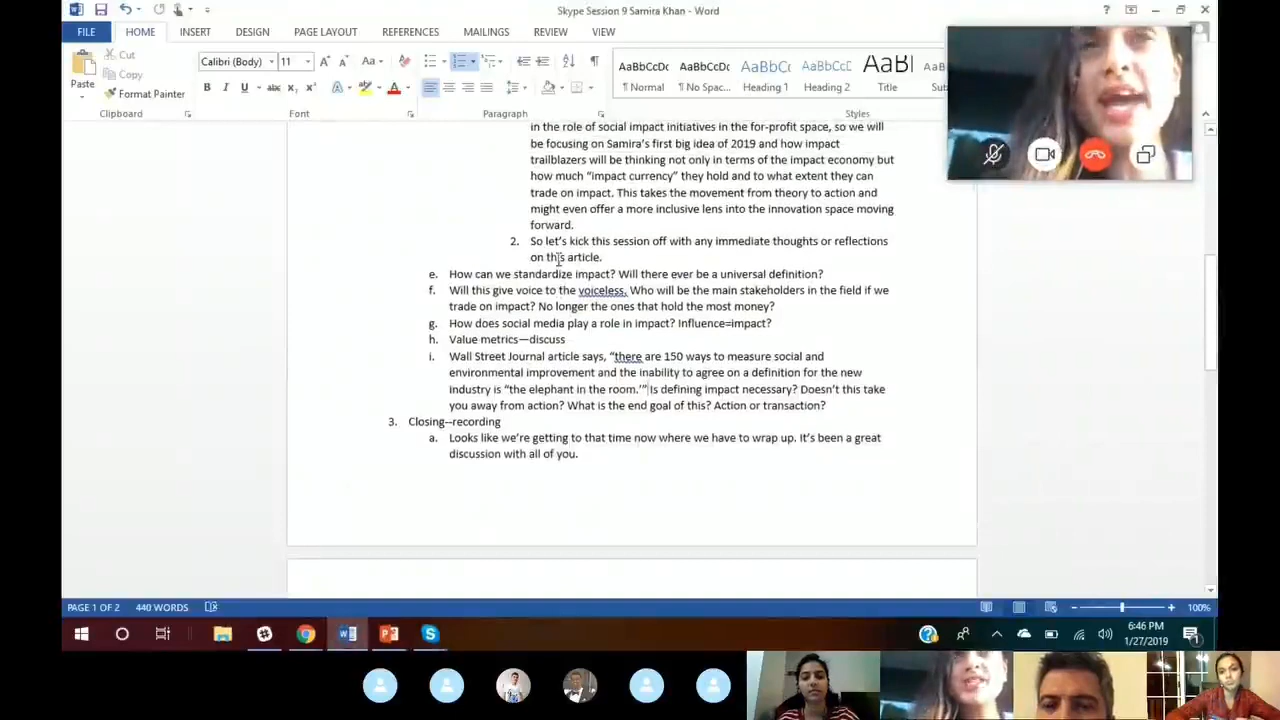 Skype Session 9 Samira Khan - Word
FILE
HOME
INSERT
DESIGN
PAGE LAYOUT
REFERENCES
MAILINGS
REVIEW
VIEW
Cut
Copy
Format Painter
Paste
Calibri (Body)
11
Aa
B I U abc x₂ x²
AaBbCcDc
AaBbCcDc
AaBbCc
AaBbCcD
AaBl
¶ Normal
¶ No Spac...
Heading 1
Heading 2
Title
Clipboard
Font
Paragraph
Styles
in the role of social impact initiatives in the for-profit space, so we will
be focusing on Samira's first big idea of 2019 and how impact
trailblazers will be thinking not only in terms of the impact economy but
how much “impact currency” they hold and to what extent they can
trade on impact. This takes the movement from theory to action and
might even offer a more inclusive lens into the innovation space moving
forward.
2. So let's kick this session off with any immediate thoughts or reflections
on this article.
e. How can we standardize impact? Will there ever be a universal definition?
f. Will this give voice to the voiceless. Who will be the main stakeholders in the field if we
trade on impact? No longer the ones that hold the most money?
g. How does social media play a role in impact? Influence=impact?
h. Value metrics—discuss
i. Wall Street Journal article says, “there are 150 ways to measure social and
environmental improvement and the inability to agree on a definition for the new
industry is “the elephant in the room.’” Is defining impact necessary? Doesn't this take
you away from action? What is the end goal of this? Action or transaction?
3. Closing--recording
a. Looks like we're getting to that time now where we have to wrap up. It's been a great
discussion with all of you.
PAGE 1 OF 2
440 WORDS
100%
6:46 PM
1/27/2019